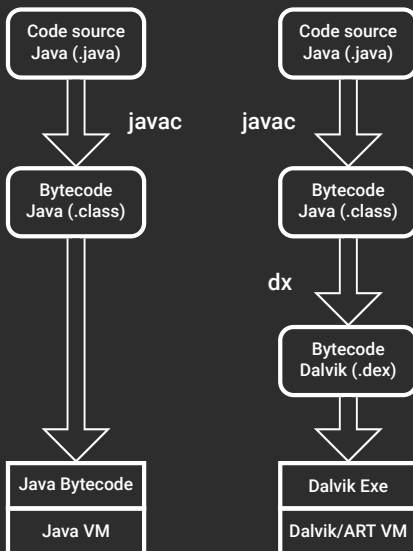 Code source
Java (.java)
javac
Bytecode
Java (.class)
Java Bytecode
Java VM
Code source
Java (.java)
javac
Bytecode
Java (.class)
dx
Bytecode
Dalvik (.dex)
Dalvik Exe
Dalvik/ART VM